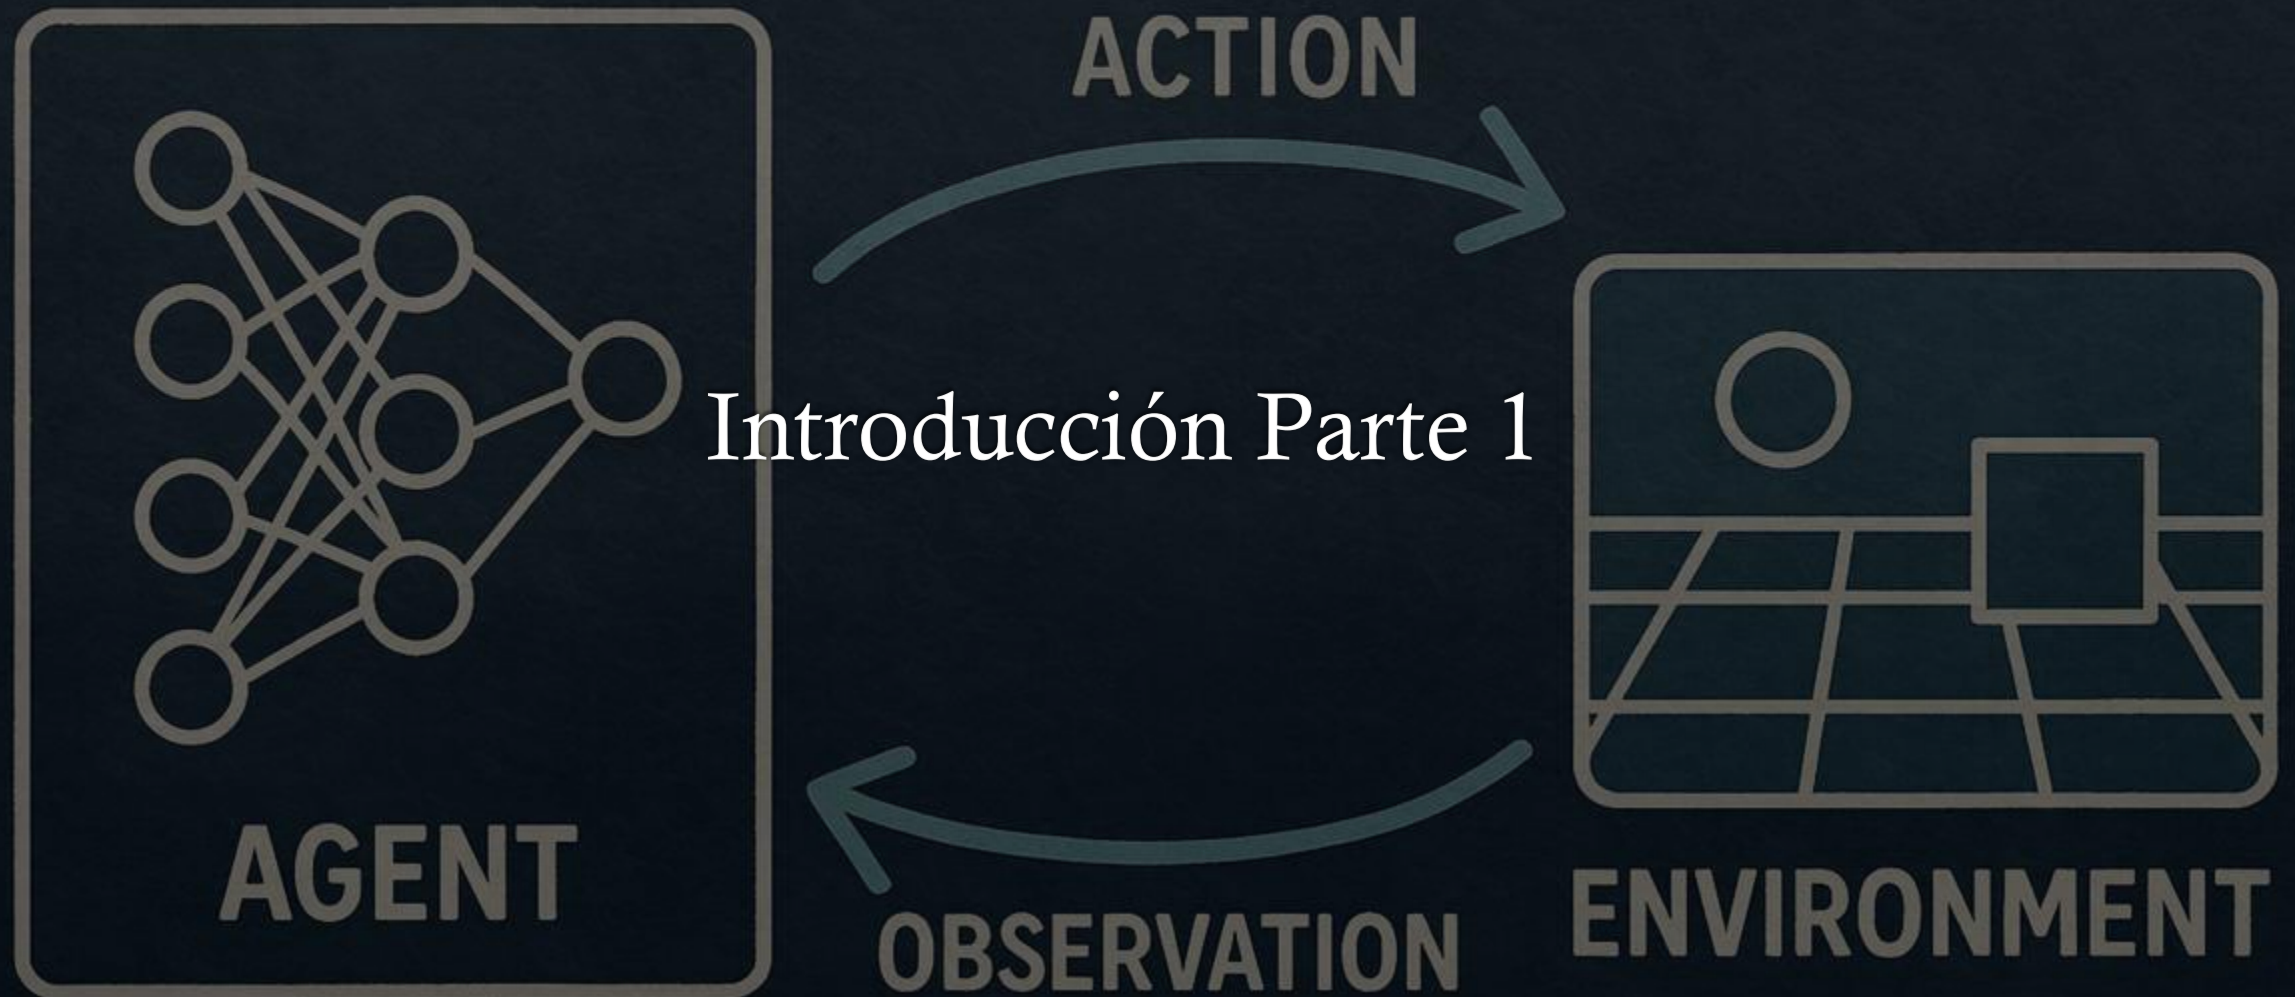 ACTION
Introducción Parte 1
AGENT
ENVIRONMENT
OBSERVATION